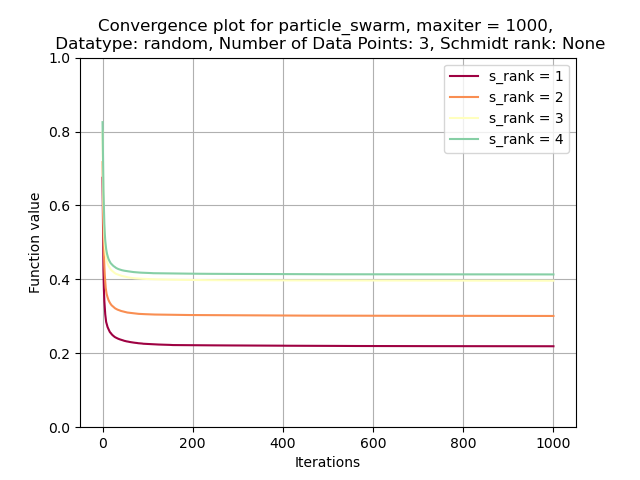 Convergence plot for particle_swarm, maxiter = 1000,
Datatype: random, Number of Data Points: 3, Schmidt rank: None
1.0
0.8
0.6
0.4
0.2
0.0
Function value
s_rank = 1
s_rank = 2
s_rank = 3
s_rank = 4
0
200
400
600
800
1000
Iterations